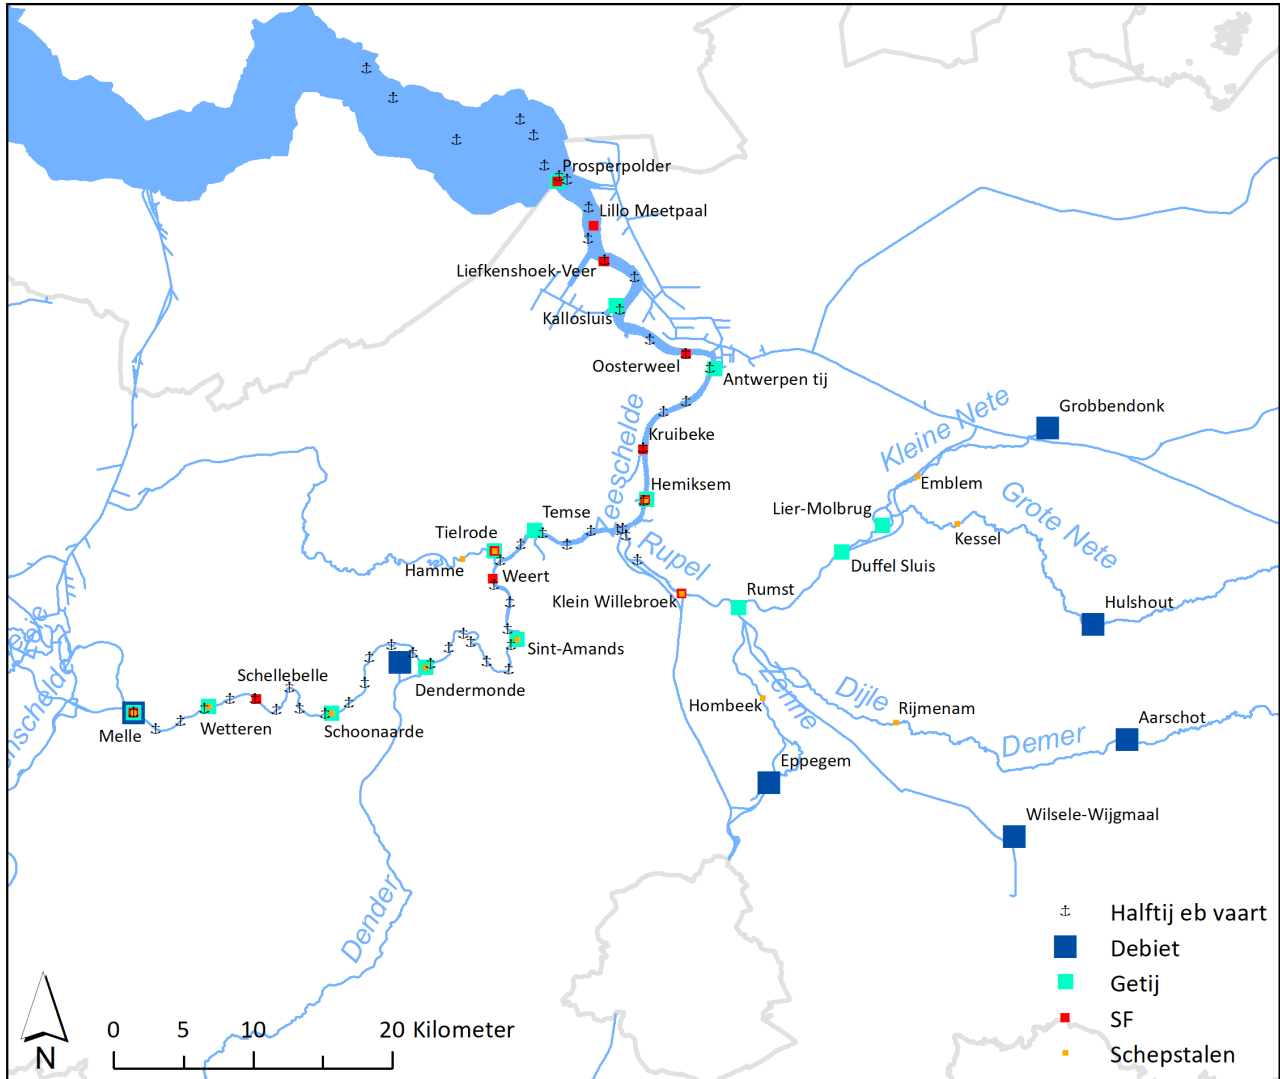 Prosperpolder
Lillo Meetpaal
Liefkenshoek-Veer
Kallosluis
Oosterweel
Antwerpen tij
Zeeschelde
Kruibeke
Kleine Nete
Grobbendonk
Hemiksem
Emblem
Grote Nete
Temse
Lier-Molbrug
Tielrode
Kessel
Rupel
Hamme
Weert
Duffel Sluis
Klein Willebroek
Rumst
Hulshout
Sint-Amands
Schellebelle
Dendermonde
Zenne
Dijle
Hombeek
Rijmenam
Melle
Wetteren
Schoonaarde
Demer
Aarschot
Eppegem
Wilsele-Wijgmaal
Dender
Halftij eb vaart
Debiet
Getij
SF
Schepstalen
0 5 10 20 Kilometer
N